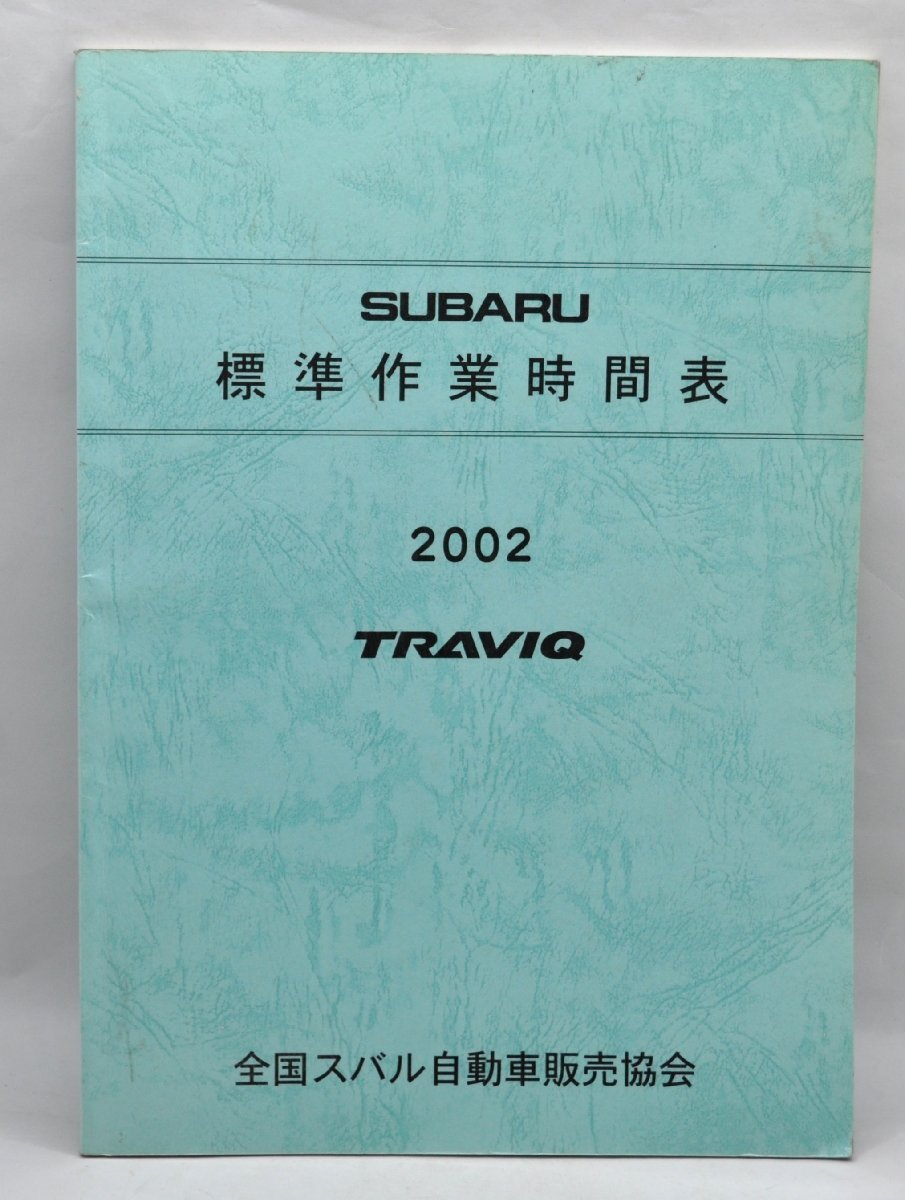 SUBARU
標準作業時間表
2002
TRAVIQ
全国スバル自動車販売協会